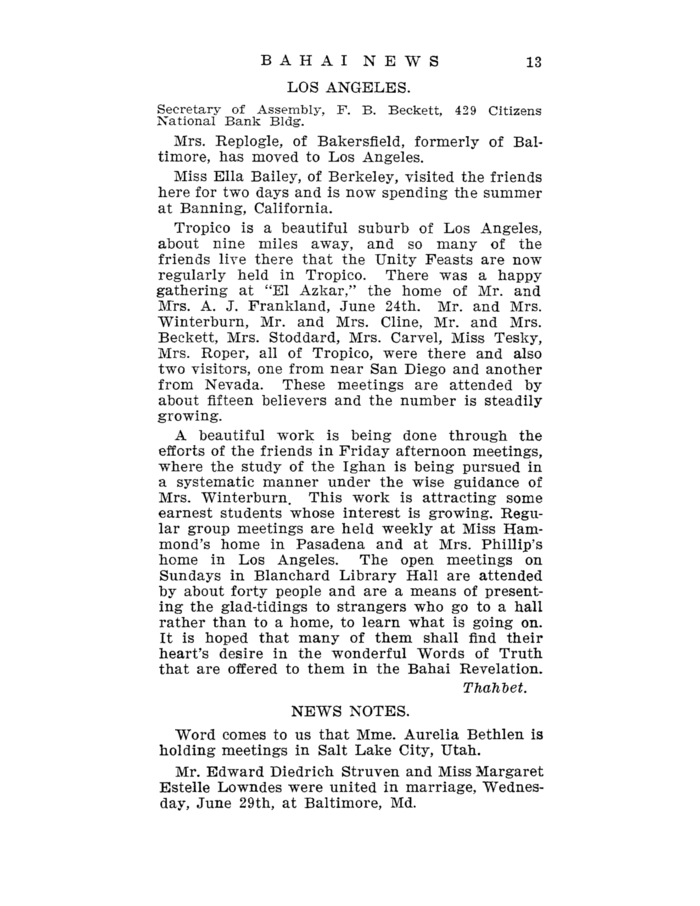 BAHAI NEWS 13
LOS ANGELES.
Secretary of Assembly, F. B. Beckett, 429 Citizens
National Bank Bldg.
Mrs. Replogle, of Bakersfield, formerly of Bal-
timore, has moved to Los Angeles.
Miss Ella Bailey, of Berkeley, visited the friends
here for two days and is now spending the summer
at Banning, California.
Tropico is a beautiful suburb of Los Angeles,
about nine miles away, and so many of the
friends live there that the Unity Feasts are now
regularly held in Tropico. There was a happy
gathering at “El Azkar,” the home of Mr. and
Mrs. A. J. Frankland, June 24th. Mr. and Mrs.
Winterburn, Mr. and Mrs. Cline, Mr. and Mrs.
Beckett, Mrs. Stoddard, Mrs. Carvel, Miss Tesky,
Mrs. Roper, all of Tropico, were there and also
two visitors, one from near San Diego and another
from Nevada. These meetings are attended by
about fifteen believers and the number is steadily
growing.
A beautiful work is being done through the
efforts of the friends in Friday afternoon meetings,
where the study of the Ighan is being pursued in
a systematic manner under the wise guidance of
Mrs. Winterburn. This work is attracting some
earnest students whose interest is growing. Regu-
lar group meetings are held weekly at Miss Ham-
mond's home in Pasadena and at Mrs. Phillip's
home in Los Angeles. The open meetings on
Sundays in Blanchard Library Hall are attended
by about forty people and are a means of present-
ing the glad-tidings to strangers who go to a hall
rather than to a home, to learn what is going on.
It is hoped that many of them shall find their
heart's desire in the wonderful Words of Truth
that are offered to them in the Bahai Revelation.
Thahbet.
NEWS NOTES.
Word comes to us that Mme. Aurelia Bethlen is
holding meetings in Salt Lake City, Utah.
Mr. Edward Diedrich Struven and Miss Margaret
Estelle Lowndes were united in marriage, Wednes-
day, June 29th, at Baltimore, Md.